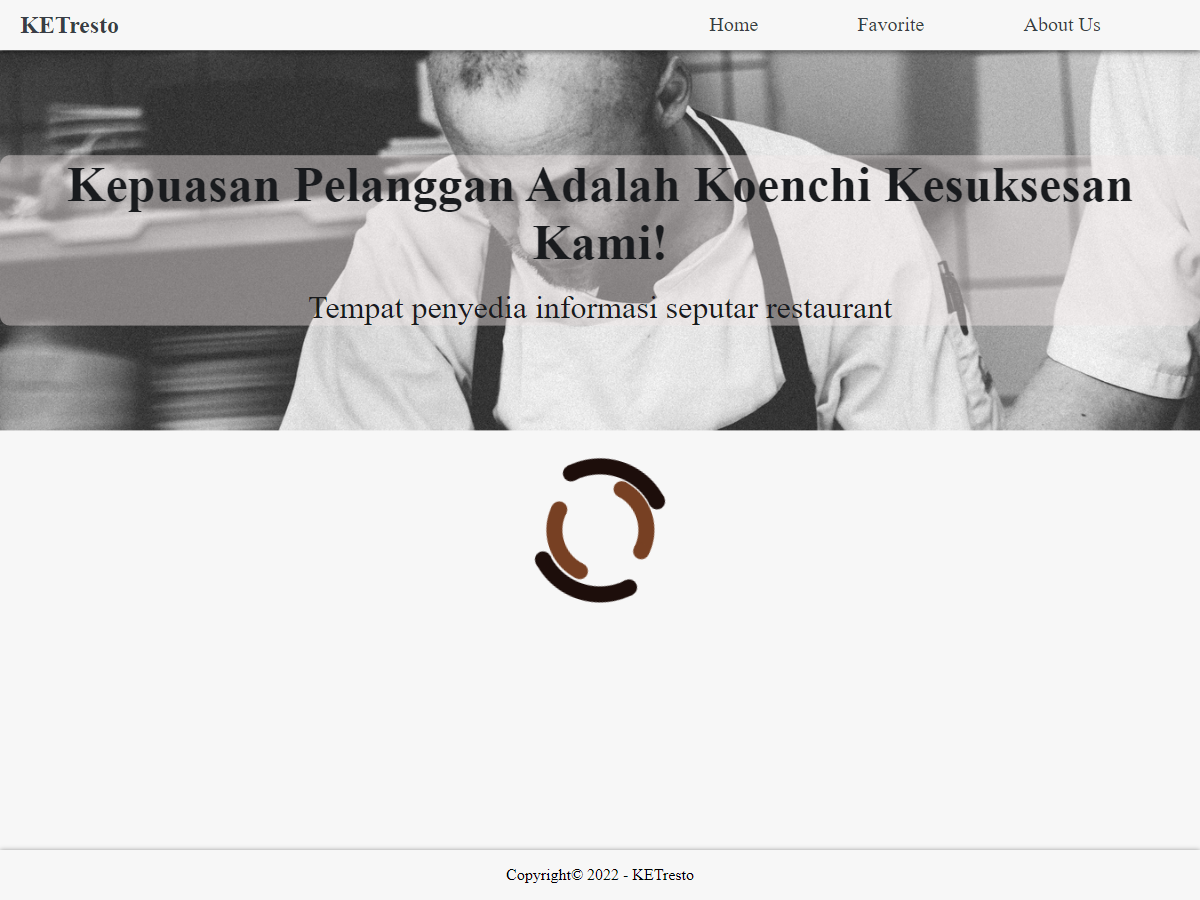 KETresto
Home
Favorite
About Us
Kepuasan Pelanggan Adalah Koenchi Kesuksesan
Kami!
Tempat penyedia informasi seputar restaurant
Copyright© 2022 - KETresto